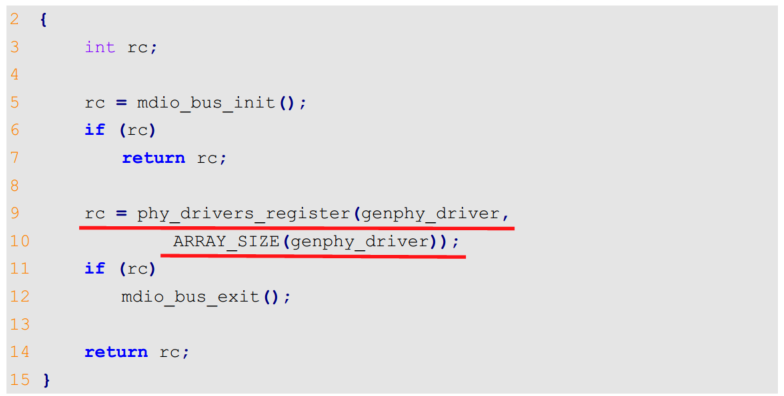 2 {
3 int rc;
4
5 rc = mdio_bus_init();
6 if (rc)
7 return rc;
8
9 rc = phy_drivers_register(genphy_driver,
10 ARRAY_SIZE(genphy_driver));
11 if (rc)
12 mdio_bus_exit();
13
14 return rc;
15 }